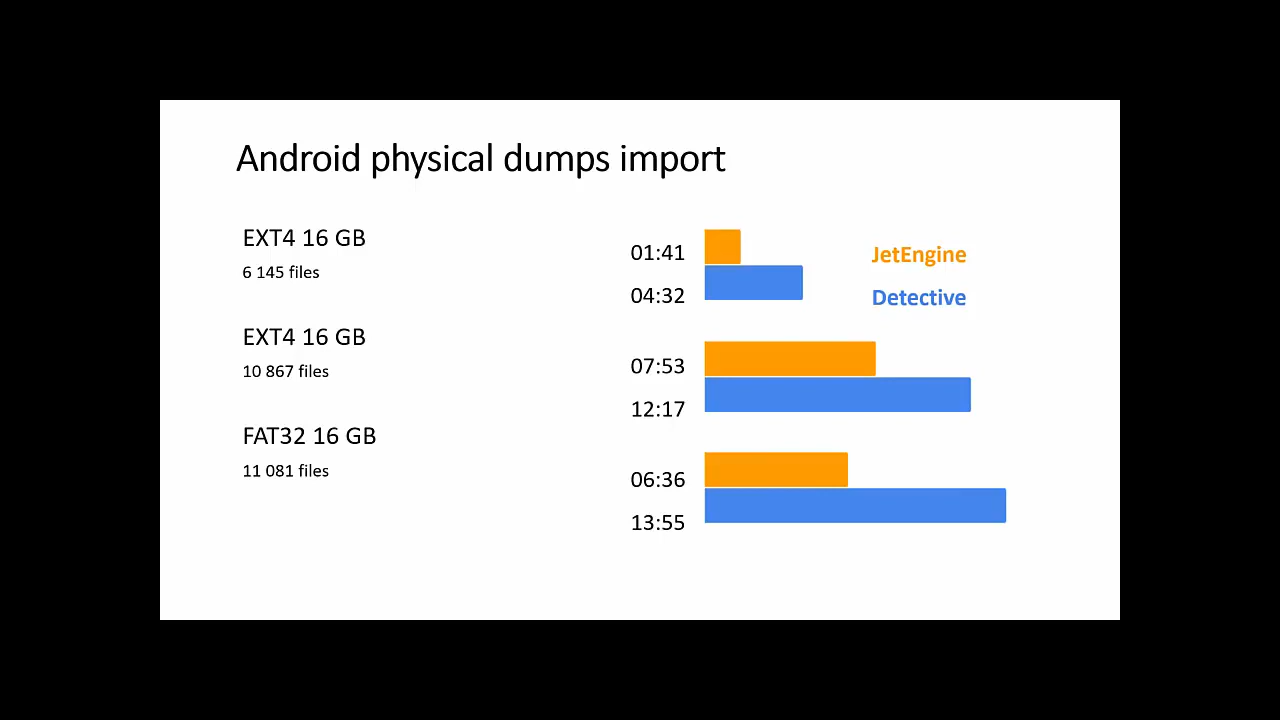 Android physical dumps import
EXT4 16 GB
6 145 files
EXT4 16 GB
10 867 files
FAT32 16 GB
11 081 files
01:41
04:32
07:53
12:17
06:36
13:55
JetEngine
Detective